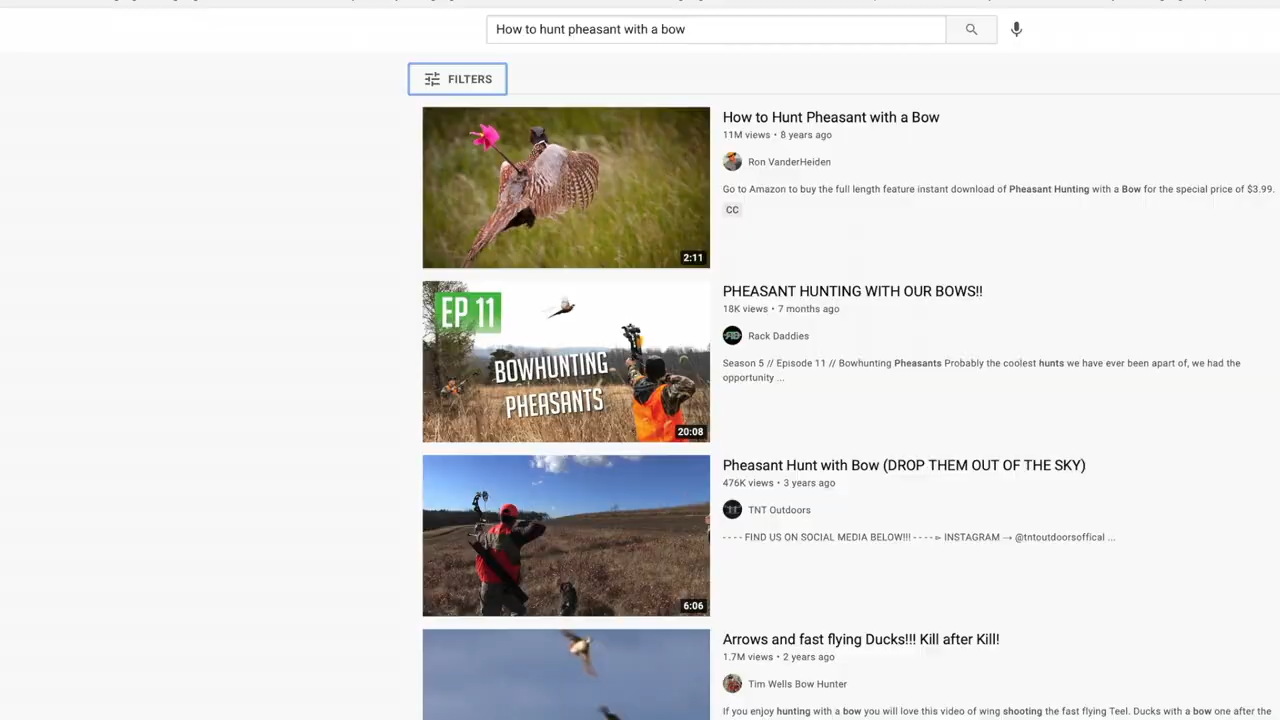 How to hunt pheasant with a bow
FILTERS
How to Hunt Pheasant with a Bow
11M views • 8 years ago
Ron VanderHeiden
Go to Amazon to buy the full length feature instant download of Pheasant Hunting with a Bow for the special price of $3.99.
CC
2:11
PHEASANT HUNTING WITH OUR BOWS!!
18K views • 7 months ago
Rack Daddies
Season 5 // Episode 11 // Bowhunting Pheasants Probably the coolest hunts we have ever been apart of, we had the
opportunity ...
EP 11
BOWHUNTING
PHEASANTS
20:08
Pheasant Hunt with Bow (DROP THEM OUT OF THE SKY)
476K views • 3 years ago
TNT Outdoors
---- FIND US ON SOCIAL MEDIA BELOW!!! ---- ▹ INSTAGRAM → @tntoutdoorsoffical ...
6:06
Arrows and fast flying Ducks!!! Kill after Kill!
1.7M views • 2 years ago
Tim Wells Bow Hunter
If you enjoy hunting with a bow you will love this video of wing shooting the fast flying Teel. Ducks with a bow one after the